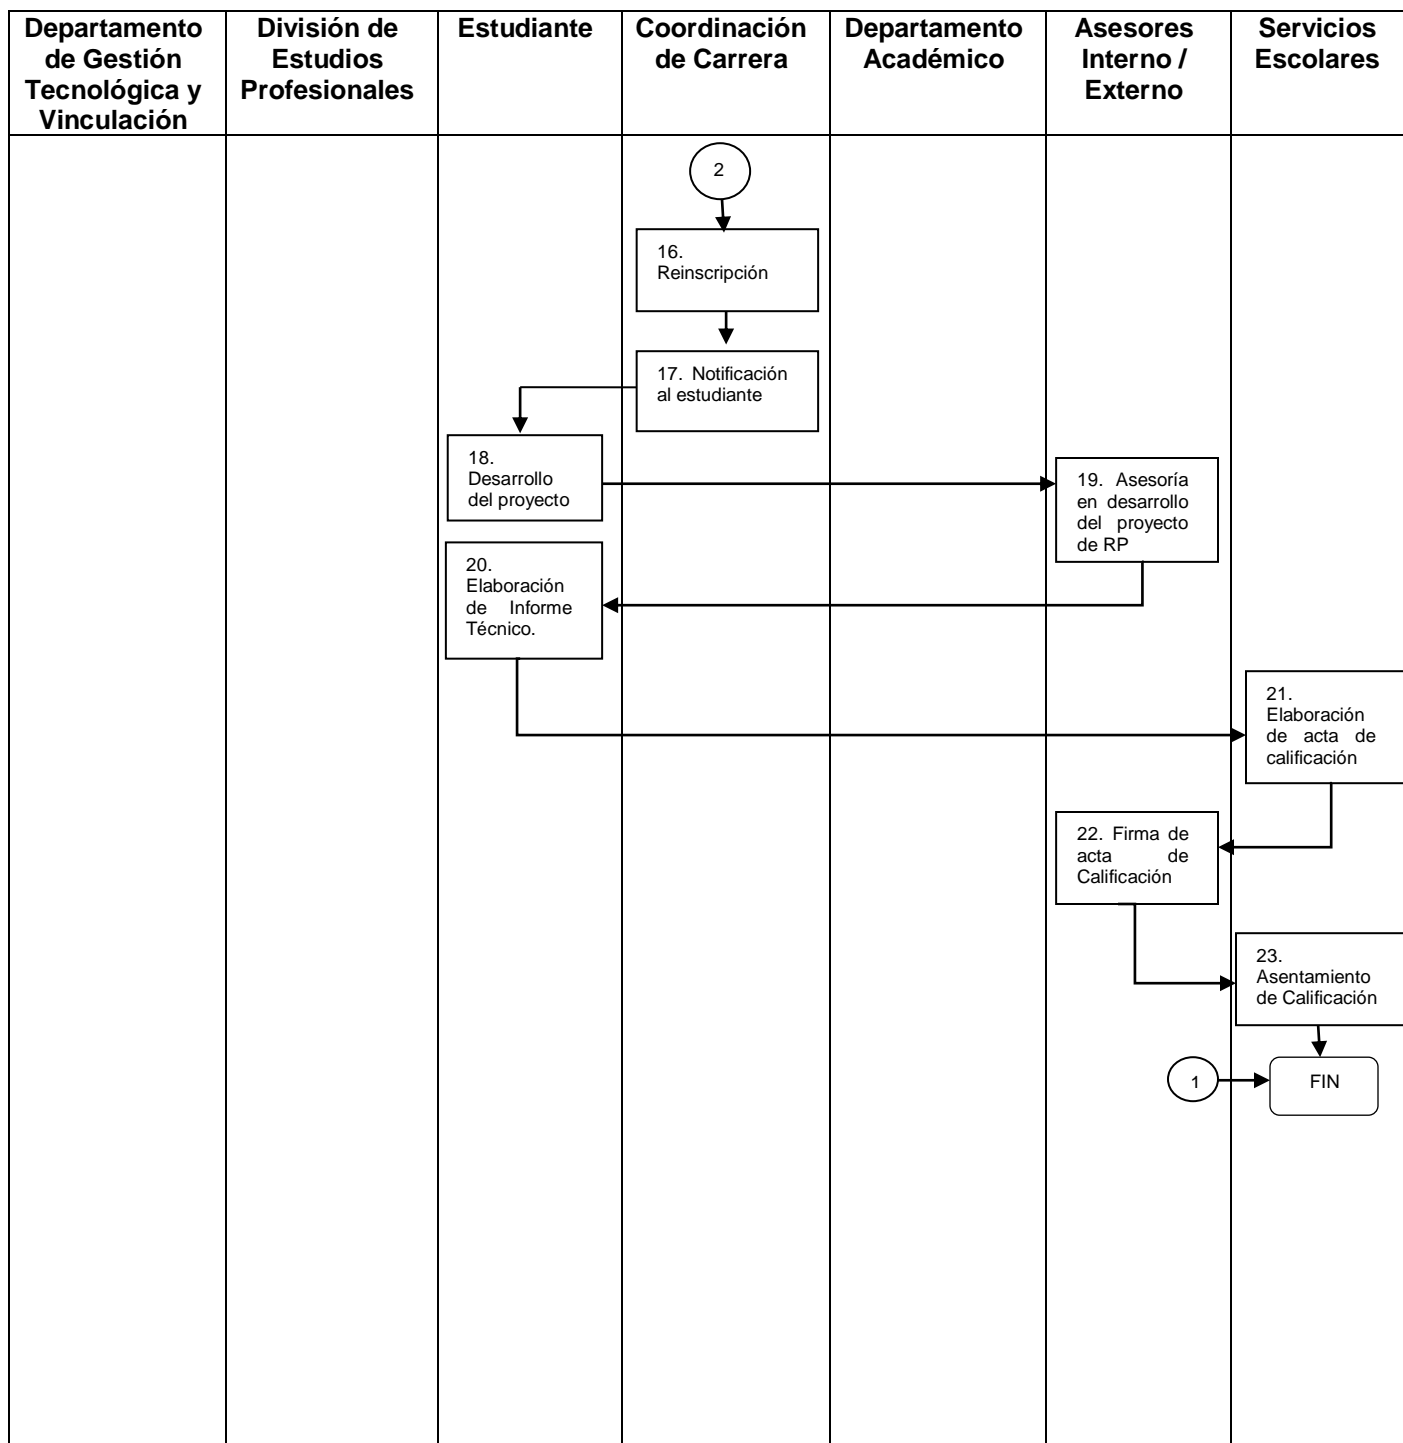 Departamento
de Gestión
Tecnológica y
Vinculación
División de
Estudios
Profesionales
Estudiante
Coordinación
de Carrera
Departamento
Académico
Asesores
Interno /
Externo
Servicios
Escolares
2
16.
Reinscripción
17. Notificación
al estudiante
18.
Desarrollo
del proyecto
19. Asesoría
en desarrollo
del proyecto
de RP
20.
Elaboración
de Informe
Técnico.
21.
Elaboración
de acta de
calificación
22. Firma de
acta de
Calificación
23.
Asentamiento
de Calificación
1
FIN